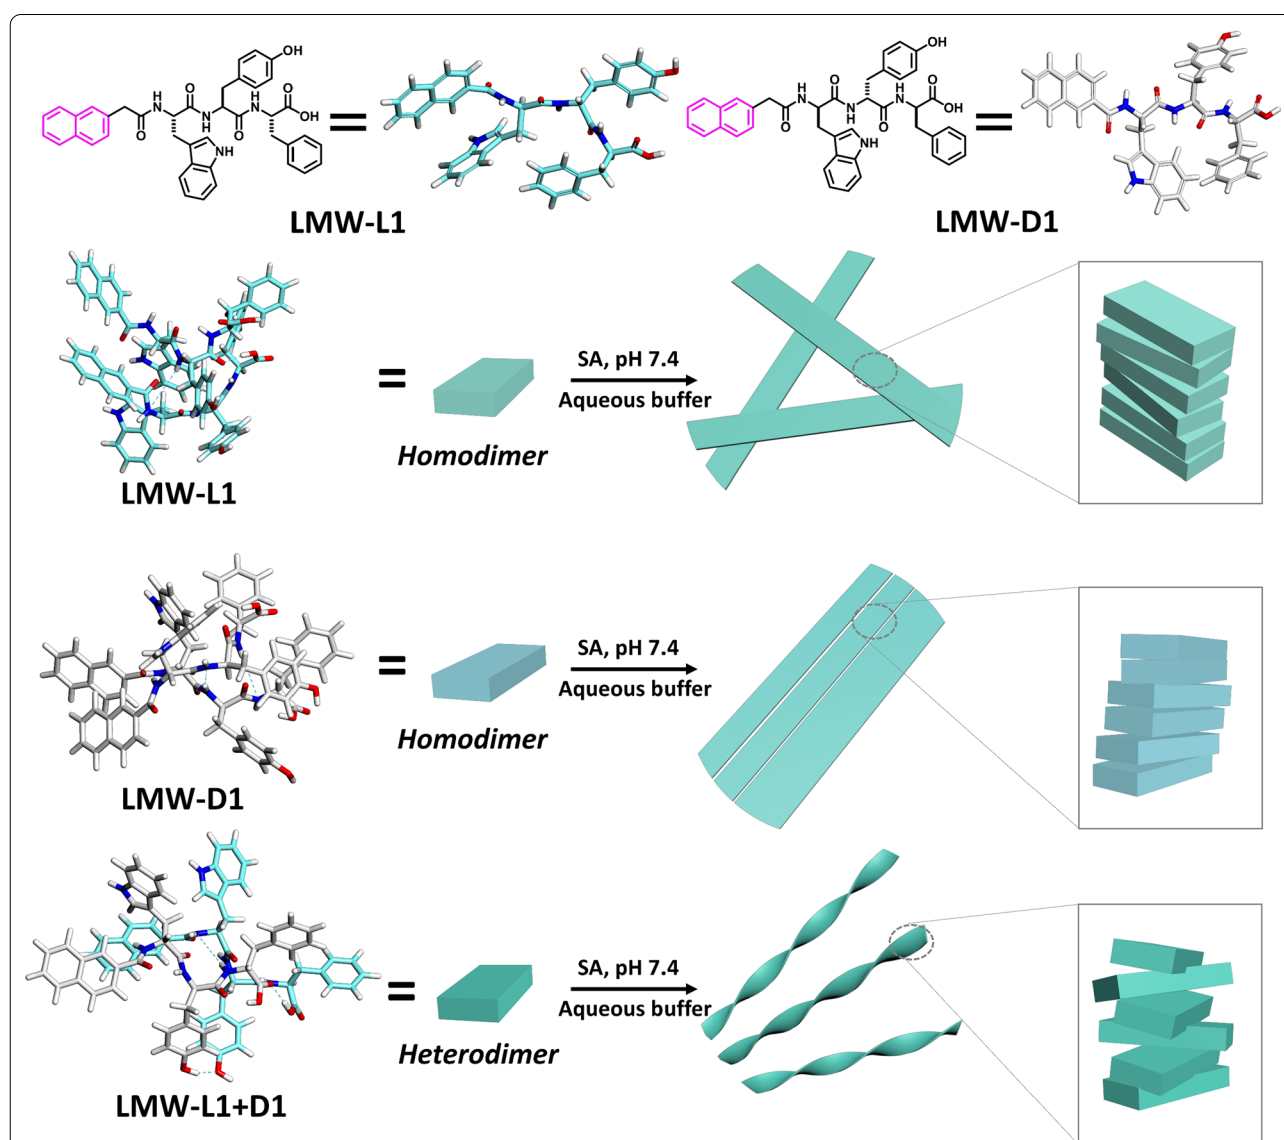 OH
OH
H
N
O
H
N
O
OH
H
N
O
H
N
O
OH
O
N
H
O
NH
=
O
N
H
O
NH
=
LMW-L1
LMW-D1
= SA, pH 7.4
Aqueous buffer
Homodimer
LMW-L1
= SA, pH 7.4
Aqueous buffer
Homodimer
LMW-D1
= SA, pH 7.4
Aqueous buffer
Heterodimer
LMW-L1+D1